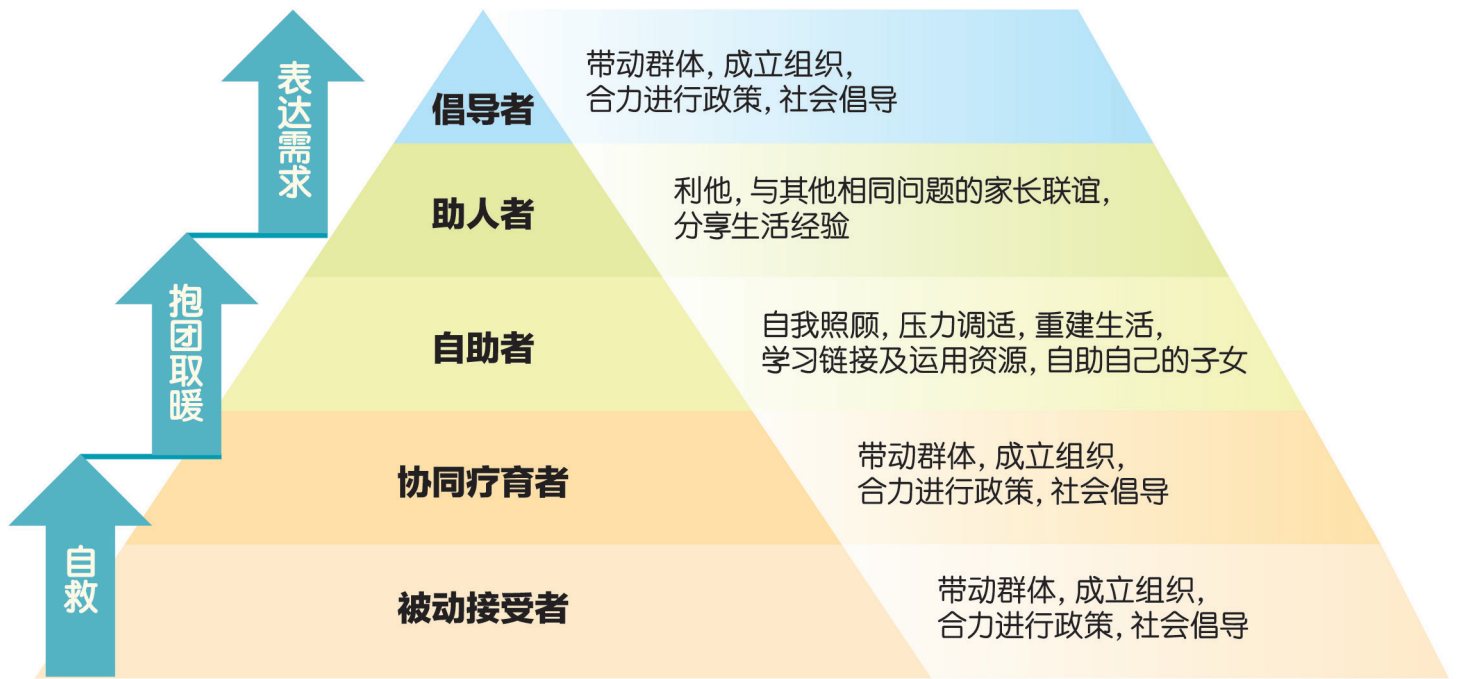 表达需求
倡导者
带动群体，成立组织，
合力进行政策，社会倡导
助人者
利他，与其他相同问题的家长联谊，
分享生活经验
抱团取暖
自助者
自我照顾，压力调适，重建生活，
学习链接及运用资源，自助自己的子女
协同疗育者
带动群体，成立组织，
合力进行政策，社会倡导
自救
被动接受者
带动群体，成立组织，
合力进行政策，社会倡导